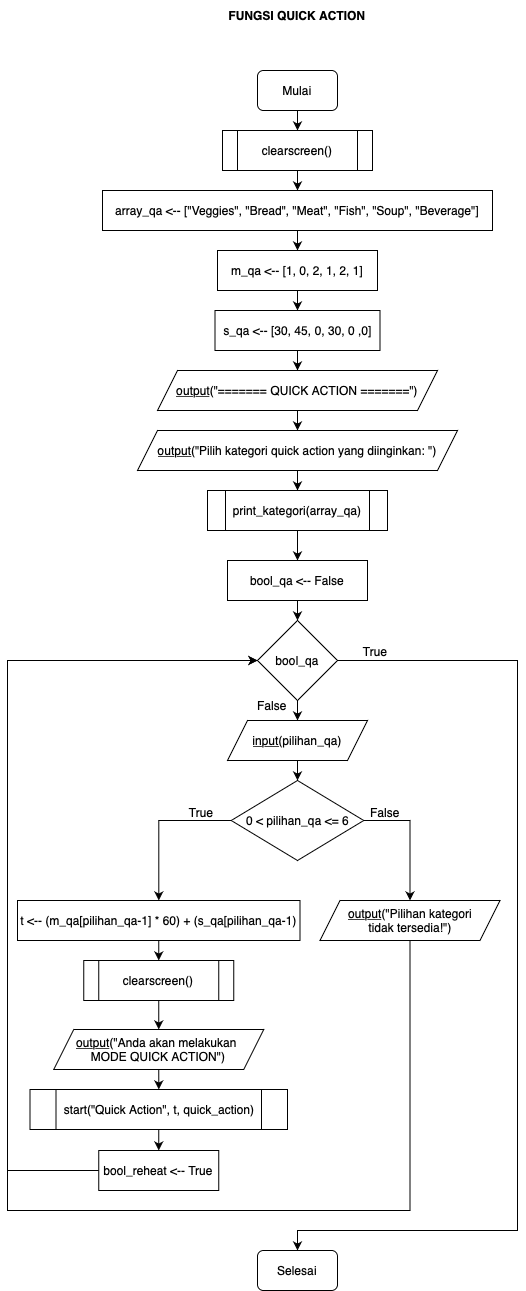 FUNGSI QUICK ACTION
Mulai
clearscreen()
array_qa <-- ["Veggies", "Bread", "Meat", "Fish", "Soup", "Beverage"]
m_qa <-- [1, 0, 2, 1, 2, 1]
s_qa <-- [30, 45, 0, 30, 0 ,0]
output("======= QUICK ACTION =======")
output("Pilih kategori quick action yang diinginkan: ")
print_kategori(array_qa)
bool_qa <-- False
bool_qa
True
False
input(pilihan_qa)
0 < pilihan_qa <= 6
True
False
t <-- (m_qa[pilihan_qa-1] * 60) + (s_qa[pilihan_qa-1)
output("Pilihan kategori
tidak tersedia!")
clearscreen()
output("Anda akan melakukan
MODE QUICK ACTION")
start("Quick Action", t, quick_action)
bool_reheat <-- True
Selesai